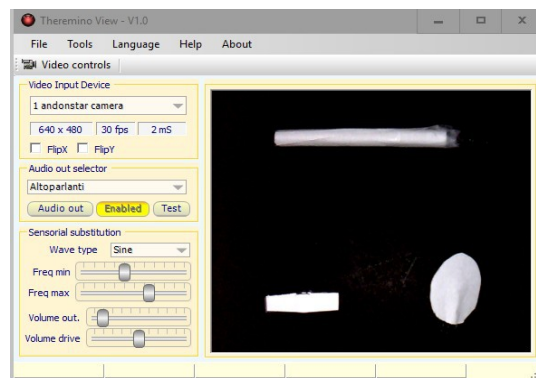 Theremino View - V1.0
File Tools Language Help About
Video controls
Video Input Device
1 andonstar camera
640 x 480 30 fps 2 mS
FlipX FlipY
Audio out selector
Altoparlanti
Audio out Enabled Test
Sensorial substitution
Wave type Sine
Freq min
Freq max
Volume out.
Volume drive